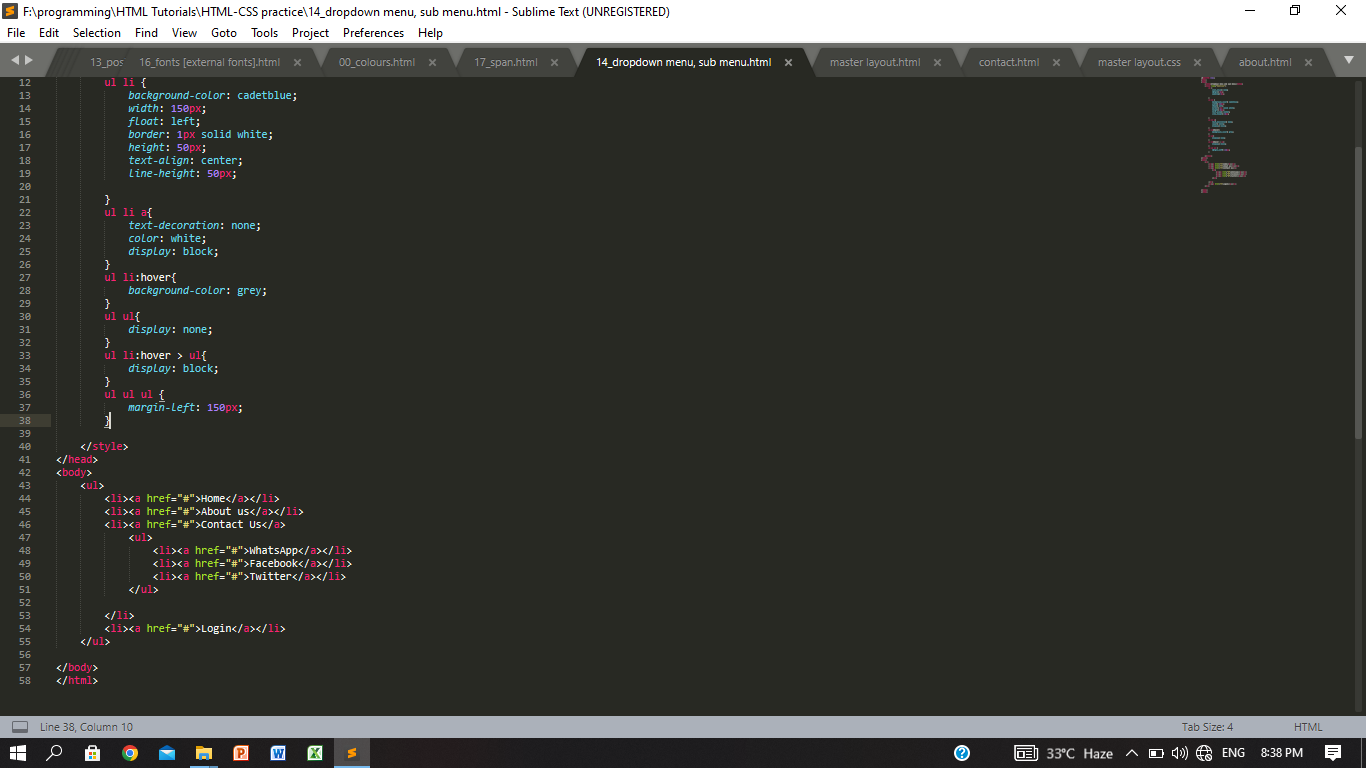 F:\programming\HTML Tutorials\HTML-CSS practice\14_dropdown menu, sub menu.html - Sublime Text (UNREGISTERED)
File Edit Selection Find View Goto Tools Project Preferences Help
13_pos 16_fonts [external fonts].html 00_colours.html 17_span.html 14_dropdown menu, sub menu.html master layout.html contact.html master layout.css about.html
12 ul li {
13 background-color: cadetblue;
14 width: 150px;
15 float: left;
16 border: 1px solid white;
17 height: 50px;
18 text-align: center;
19 line-height: 50px;
20
21 }
22 ul li a{
23 text-decoration: none;
24 color: white;
25 display: block;
26 }
27 ul li:hover{
28 background-color: grey;
29 }
30 ul ul{
31 display: none;
32 }
33 ul li:hover > ul{
34 display: block;
35 }
36 ul ul ul {
37 margin-left: 150px;
38 }
39
40 </style>
41 </head>
42 <body>
43 <ul>
44 <li><a href="#">Home</a></li>
45 <li><a href="#">About us</a></li>
46 <li><a href="#">Contact Us</a>
47 <ul>
48 <li><a href="#">WhatsApp</a></li>
49 <li><a href="#">Facebook</a></li>
50 <li><a href="#">Twitter</a></li>
51 </ul>
52
53 </li>
54 <li><a href="#">Login</a></li>
55 </ul>
56
57 </body>
58 </html>
Line 38, Column 10 Tab Size: 4 HTML
33°C Haze ENG 8:38 PM